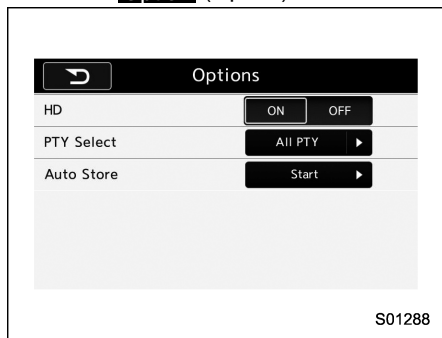 Options
HD ON OFF
PTY Select All PTY
Auto Store Start
S01288